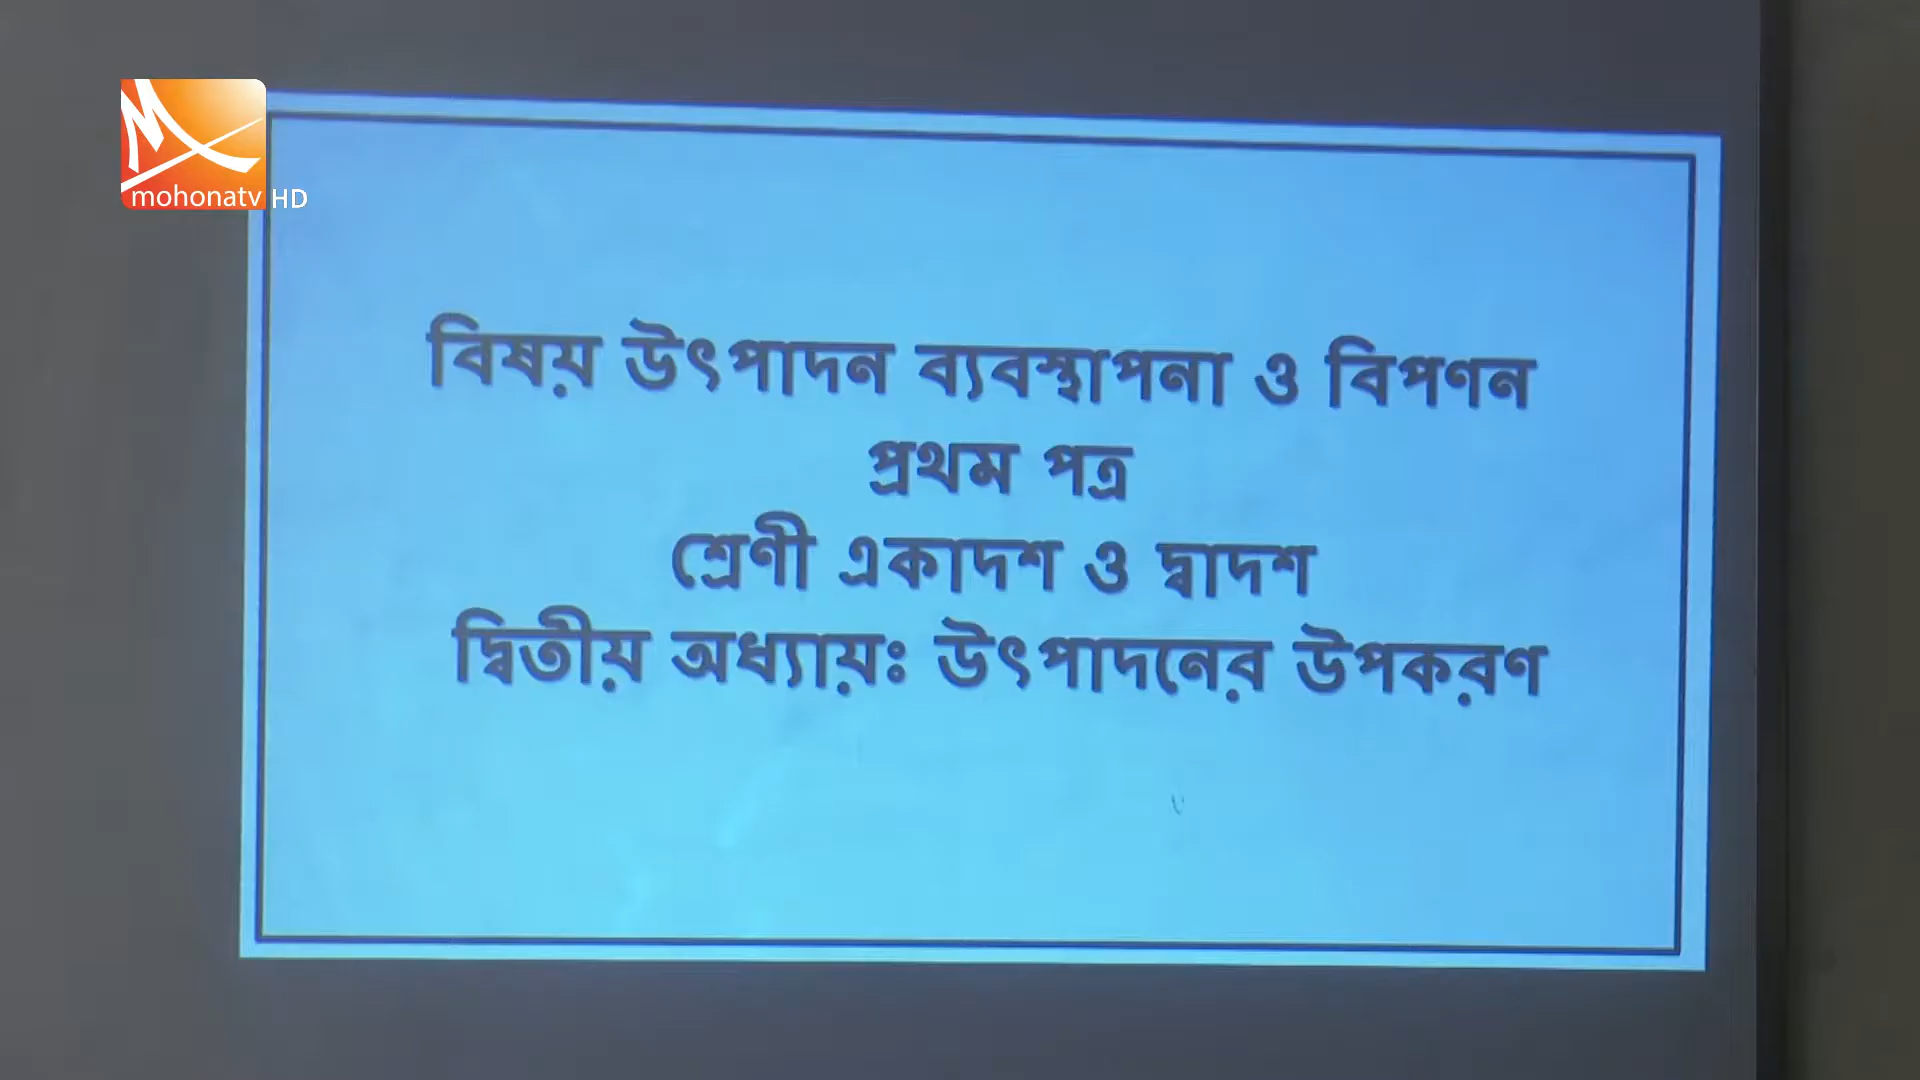 mohonatv HD
বিষয় উৎপাদন ব্যবস্থাপনা ও বিপণন
প্রথম পত্র
শ্রেণী একাদশ ও দ্বাদশ
দ্বিতীয় অধ্যায়ঃ উৎপাদনের উপকরণ